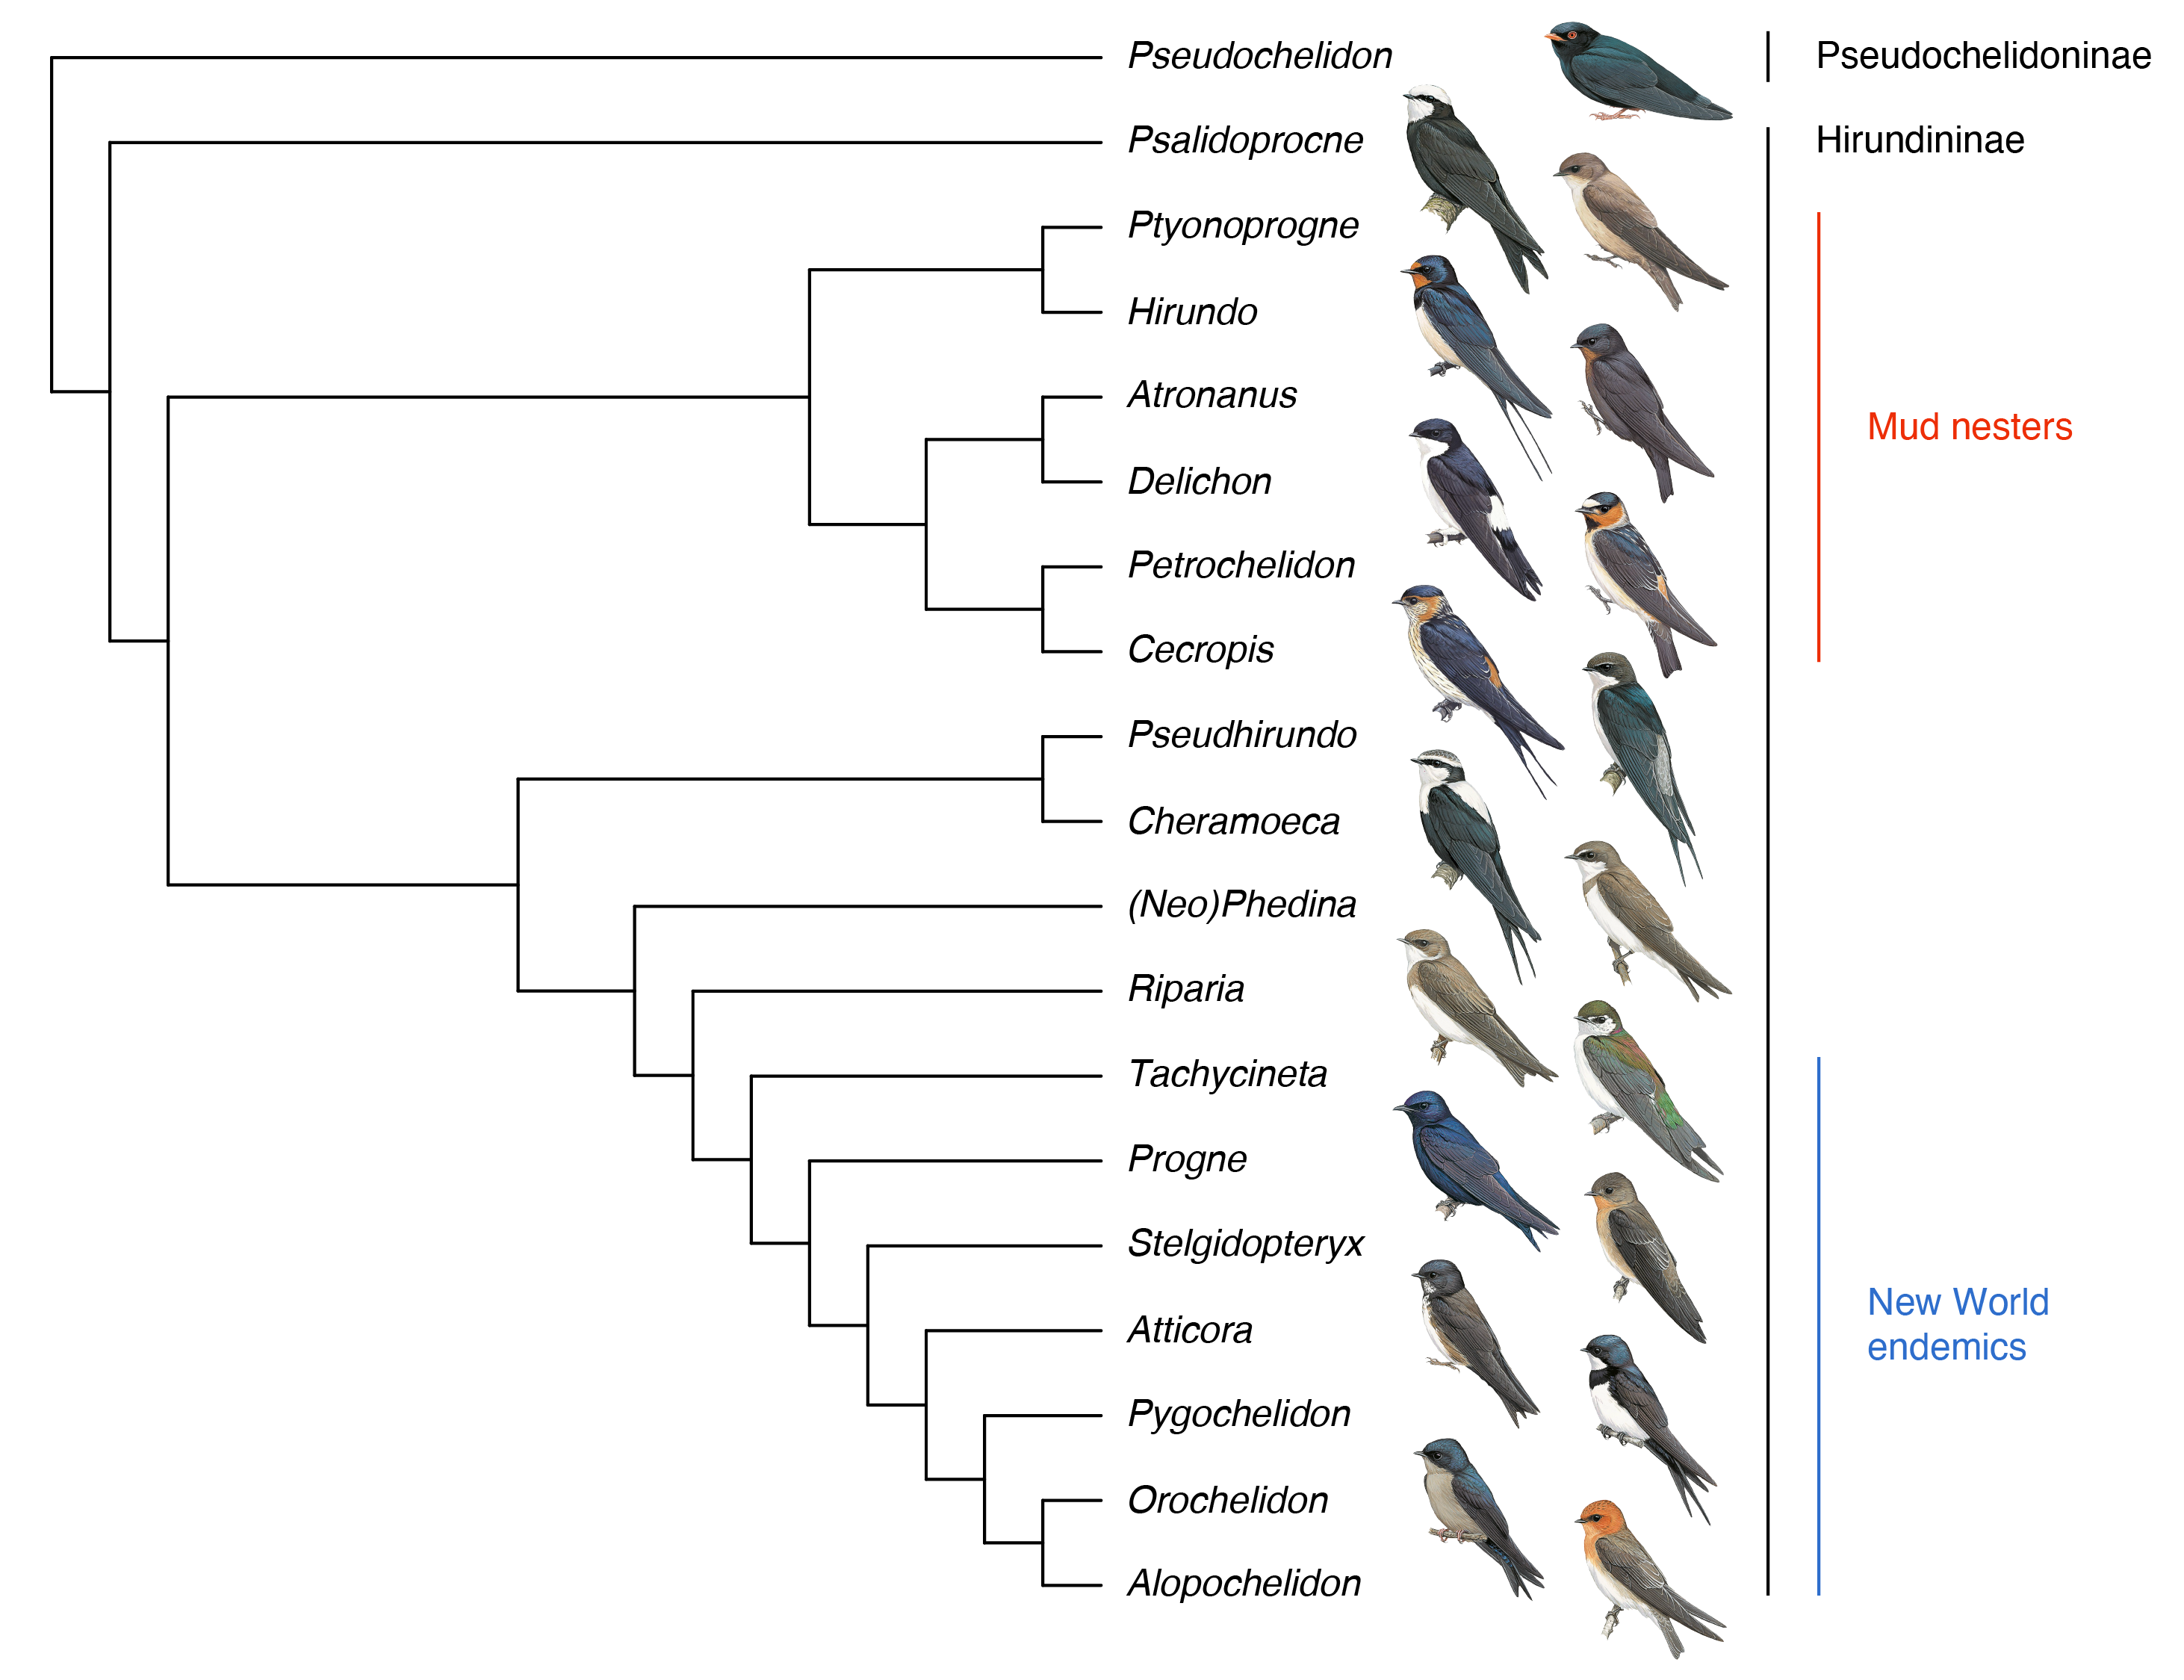 Pseudochelidon
Pseudochelidoninae
Psalidoprocne
Hirundininae
Ptyonoprogne
Hirundo
Atronanus
Mud nesters
Delichon
Petrochelidon
Cecropis
Pseudhirundo
Cheramoeca
(Neo)Phedina
Riparia
Tachycineta
Progne
Stelgidopteryx
New World
endemics
Atticora
Pygochelidon
Orochelidon
Alopochelidon